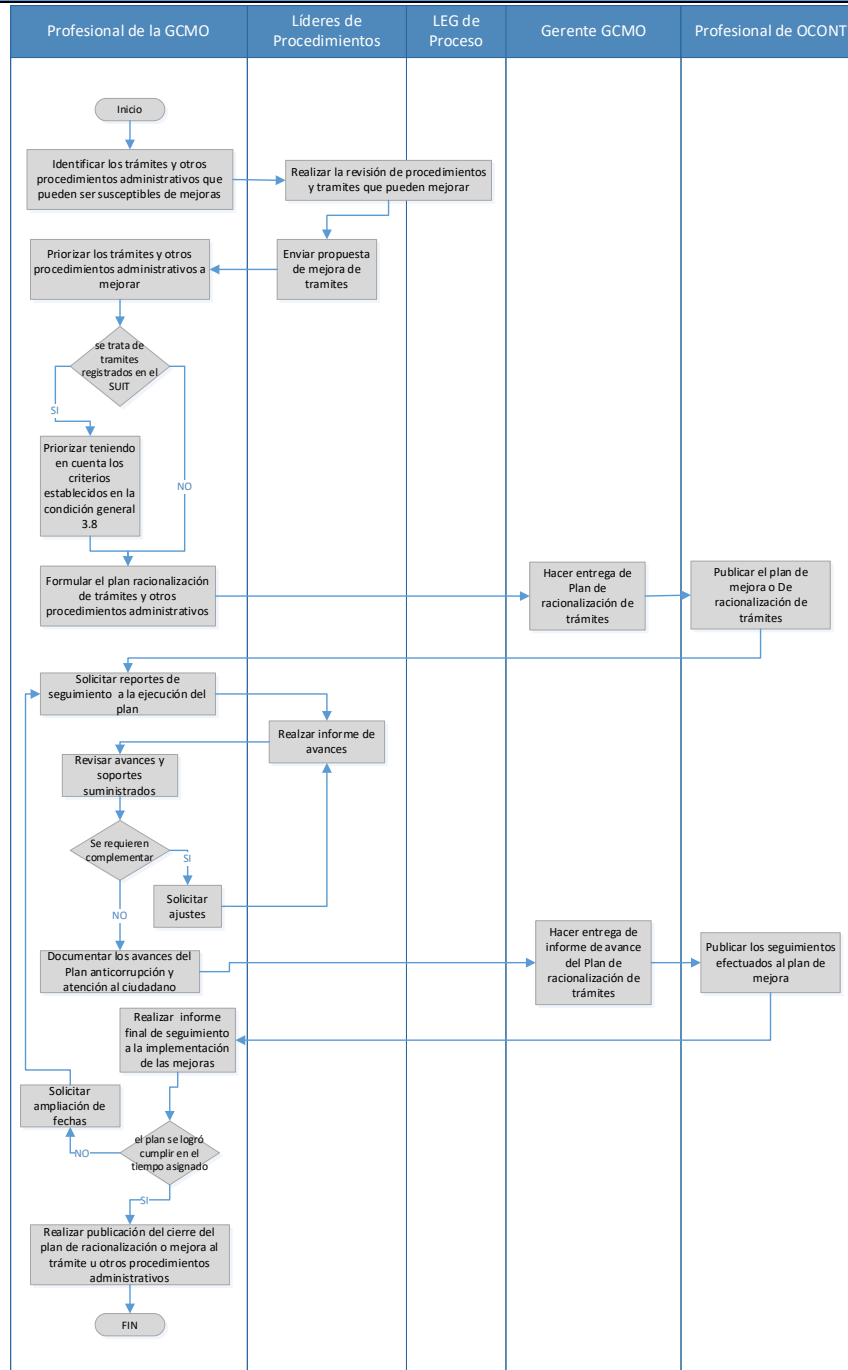 Profesional de la GCMO
Líderes de
Procedimientos
LEG de
Proceso
Gerente GCMO
Profesional de OCONT
Inicio
Identificar los trámites y otros
procedimientos administrativos que
pueden ser susceptibles de mejoras
Realizar la revisión de procedimientos
y tramites que pueden mejorar
Priorizar los trámites y otros
procedimientos administrativos a
mejorar
Enviar propuesta
de mejora de
tramites
se trata de
tramites
registrados en el
SUIT
SI
Priorizar teniendo
en cuenta los
criterios
establecidos en la
condición general
3.8
NO
Formular el plan racionalización
de trámites y otros
procedimientos administrativos
Hacer entrega de
Plan de
racionalización de
trámites
Publicar el plan de
mejora o De
racionalización de
trámites
Solicitar reportes de
seguimiento a la ejecución del
plan
Realzar informe de
avances
Revisar avances y
soportes
suministrados
Se requieren
complementar
SI
Solicitar
ajustes
NO
Documentar los avances del
Plan anticorrupción y
atención al ciudadano
Hacer entrega de
informe de avance
del Plan de
racionalización de
trámites
Publicar los seguimientos
efectuados al plan de
mejora
Realizar informe
final de seguimiento
a la implementación
de las mejoras
Solicitar
ampliación de
fechas
el plan se logró
cumplir en el
tiempo asignado
NO
SI
Realizar publicación del cierre del
plan de racionalización o mejora al
trámite u otros procedimientos
administrativos
FIN